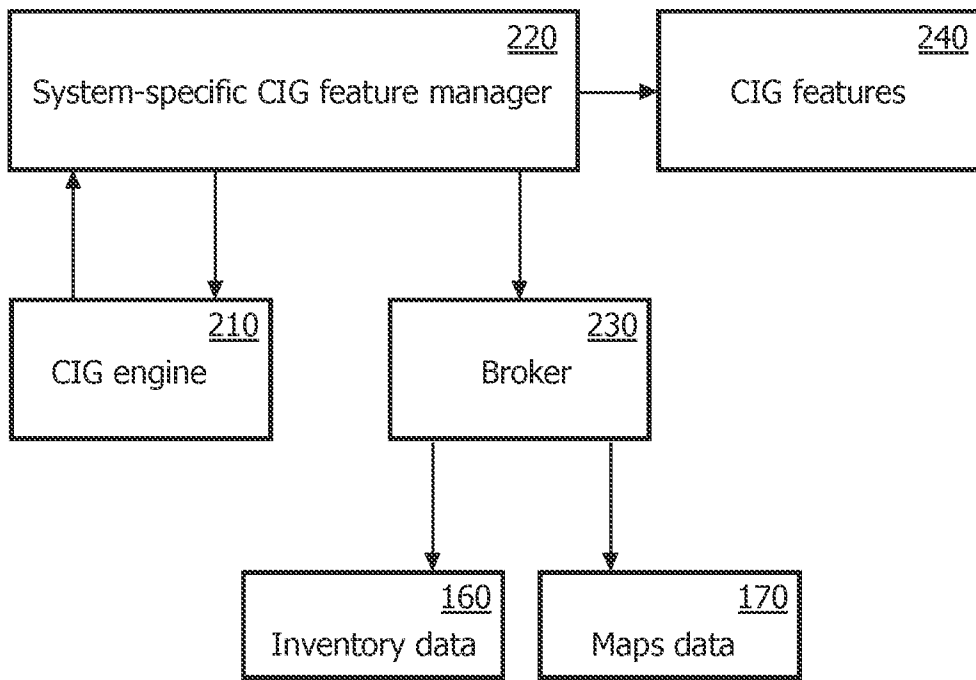 220
System-specific CIG feature manager
240
CIG features
210
CIG engine
230
Broker
160
Inventory data
170
Maps data